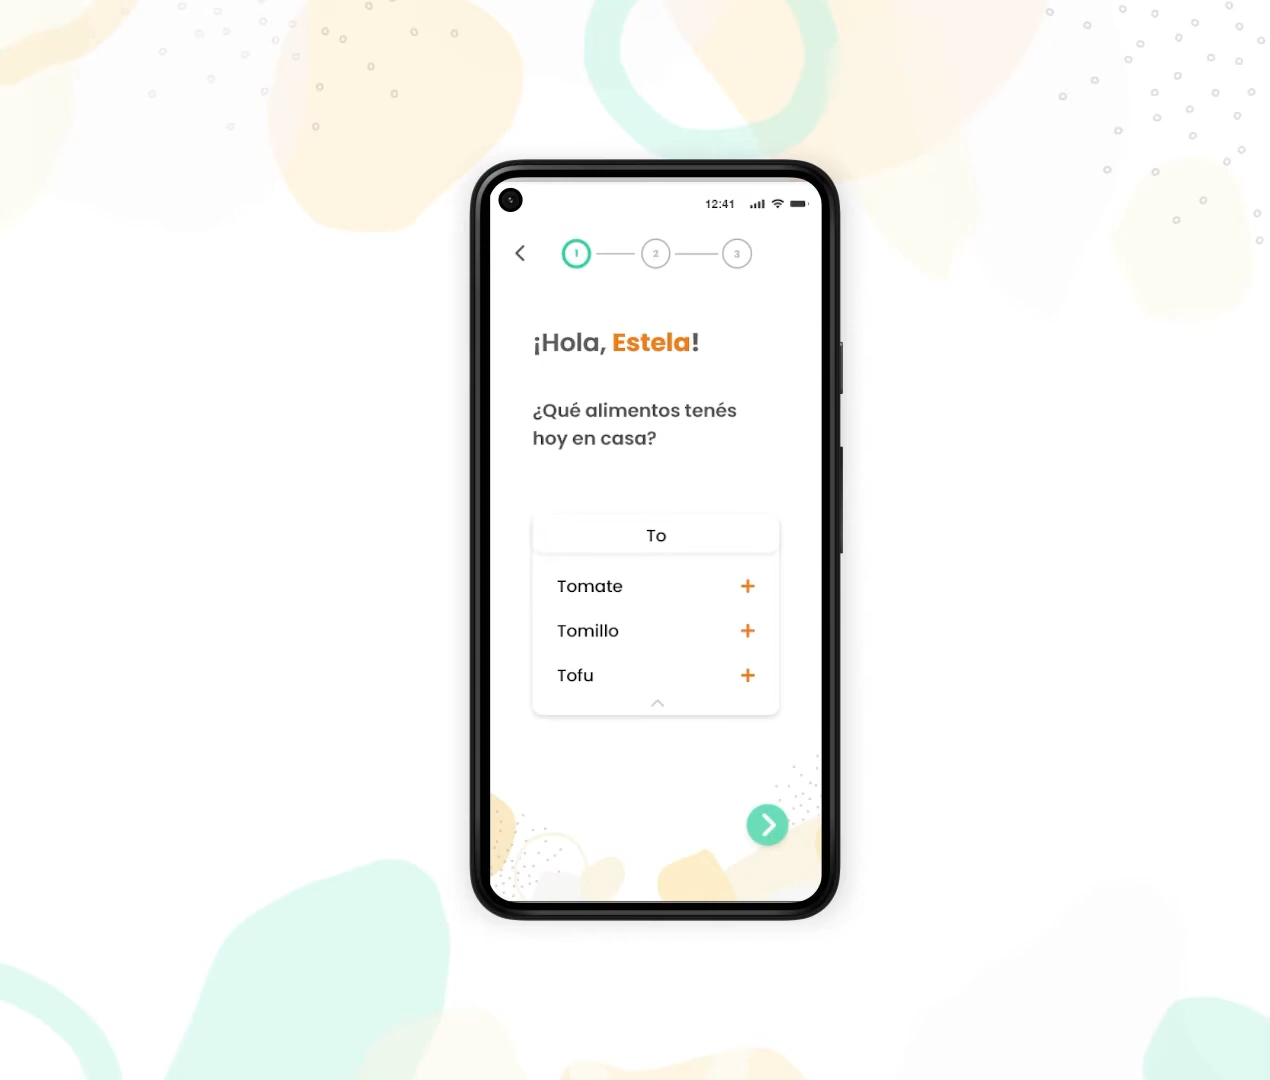 12:41
1
2
3
¡Hola, Estela!
¿Qué alimentos tenés
hoy en casa?
To
Tomate
Tomillo
Tofu